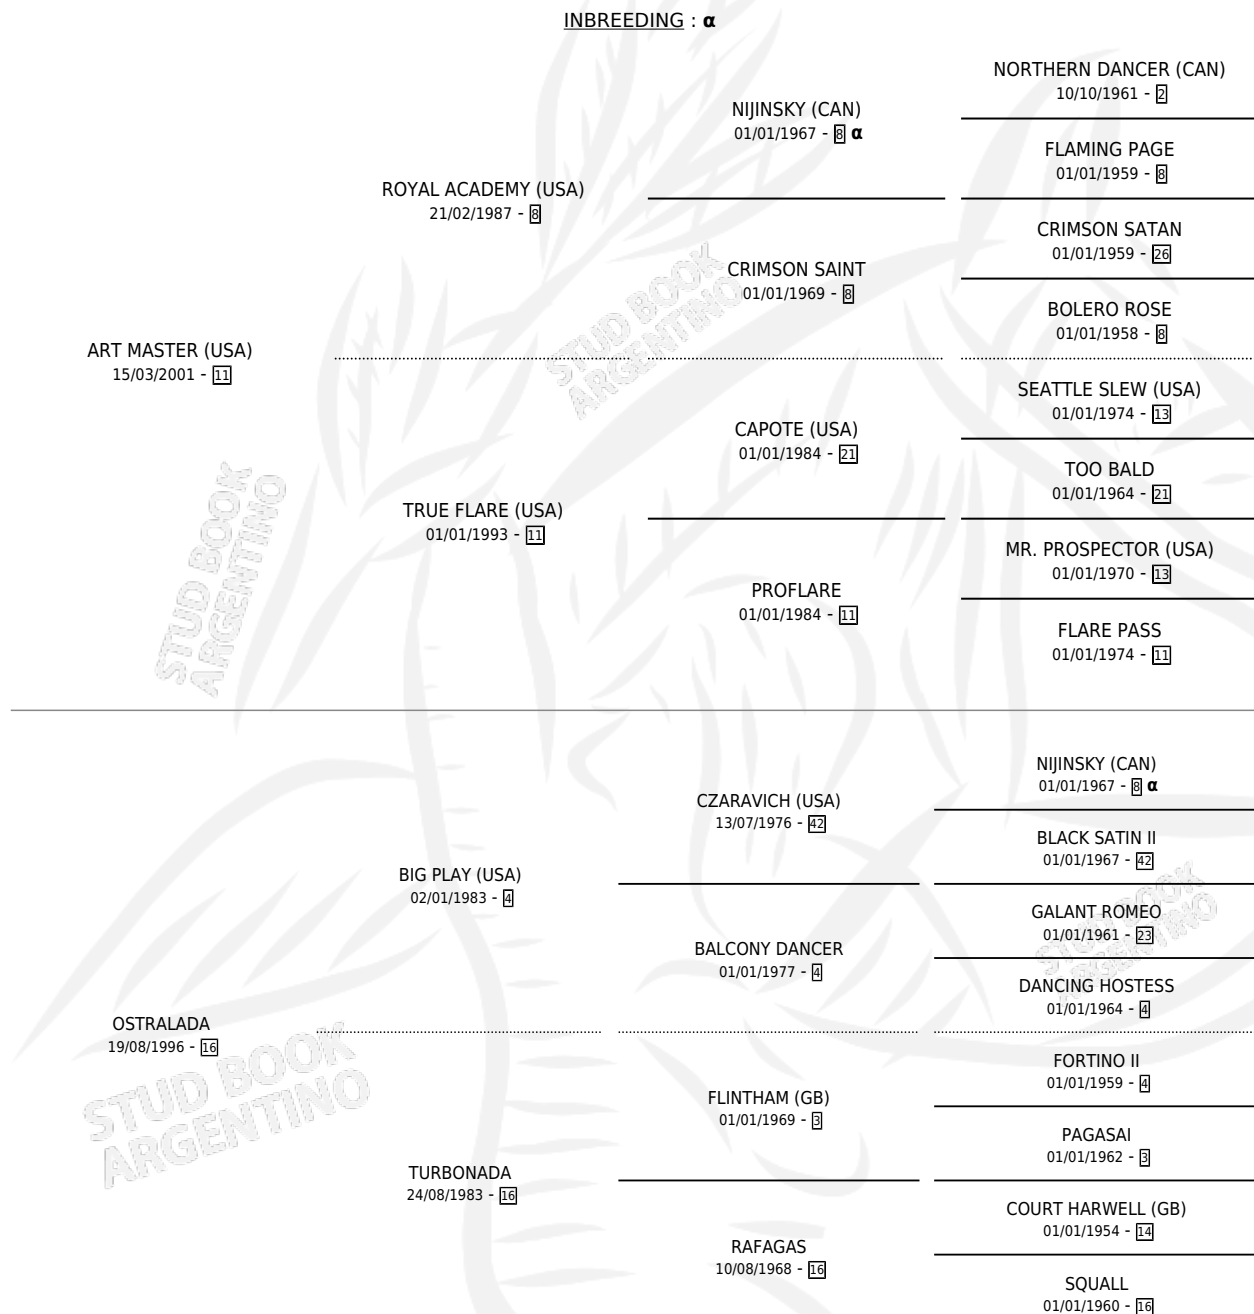 INBREEDING : α
NORTHERN DANCER (CAN)
10/10/1961 - 2
NIJINSKY (CAN)
01/01/1967 - 8 α
FLAMING PAGE
01/01/1959 - 8
ROYAL ACADEMY (USA)
21/02/1987 - 8
CRIMSON SATAN
01/01/1959 - 26
CRIMSON SAINT
01/01/1969 - 8
BOLERO ROSE
01/01/1958 - 8
ART MASTER (USA)
15/03/2001 - 11
SEATTLE SLEW (USA)
01/01/1974 - 13
CAPOTE (USA)
01/01/1984 - 21
TOO BALD
01/01/1964 - 21
TRUE FLARE (USA)
01/01/1993 - 11
MR. PROSPECTOR (USA)
01/01/1970 - 13
PROFLARE
01/01/1984 - 11
FLARE PASS
01/01/1974 - 11
NIJINSKY (CAN)
01/01/1967 - 8 α
CZARAVICH (USA)
13/07/1976 - 42
BLACK SATIN II
01/01/1967 - 42
BIG PLAY (USA)
02/01/1983 - 4
GALANT ROMEO
01/01/1961 - 23
BALCONY DANCER
01/01/1977 - 4
DANCING HOSTESS
01/01/1964 - 4
OSTRALADA
19/08/1996 - 16
FORTINO II
01/01/1959 - 4
FLINTHAM (GB)
01/01/1969 - 3
PAGASAI
01/01/1962 - 3
TURBONADA
24/08/1983 - 16
COURT HARWELL (GB)
01/01/1954 - 14
RAFAGAS
10/08/1968 - 16
SQUALL
01/01/1960 - 16
STUD BOOK
ARGENTINO
STUD BOOK
ARGENTINO
STUD BOOK
ARGENTINO
STUD BOOK
ARGENTINO